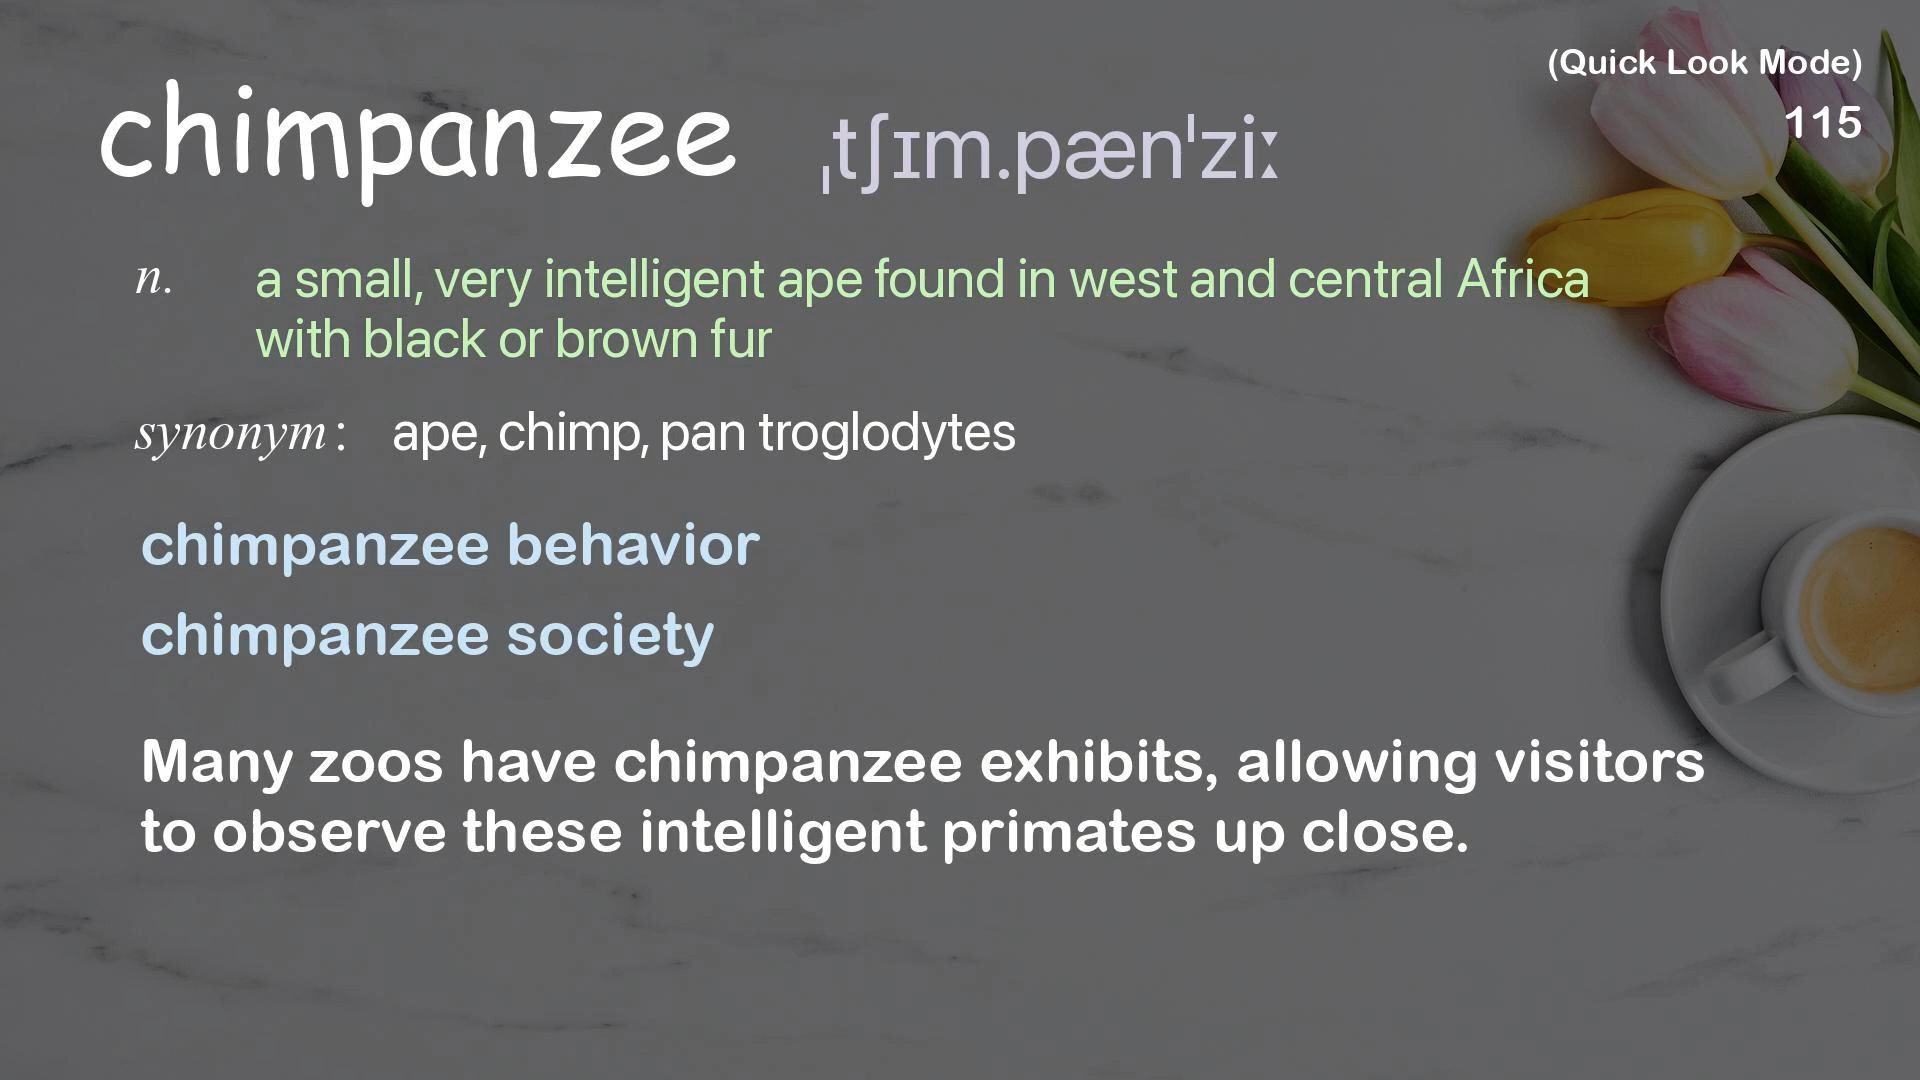 (Quick Look Mode)
115
chimpanzee ˌtʃɪm.pænˈziː
n. a small, very intelligent ape found in west and central Africa
with black or brown fur
synonym: ape, chimp, pan troglodytes
chimpanzee behavior
chimpanzee society
Many zoos have chimpanzee exhibits, allowing visitors
to observe these intelligent primates up close.